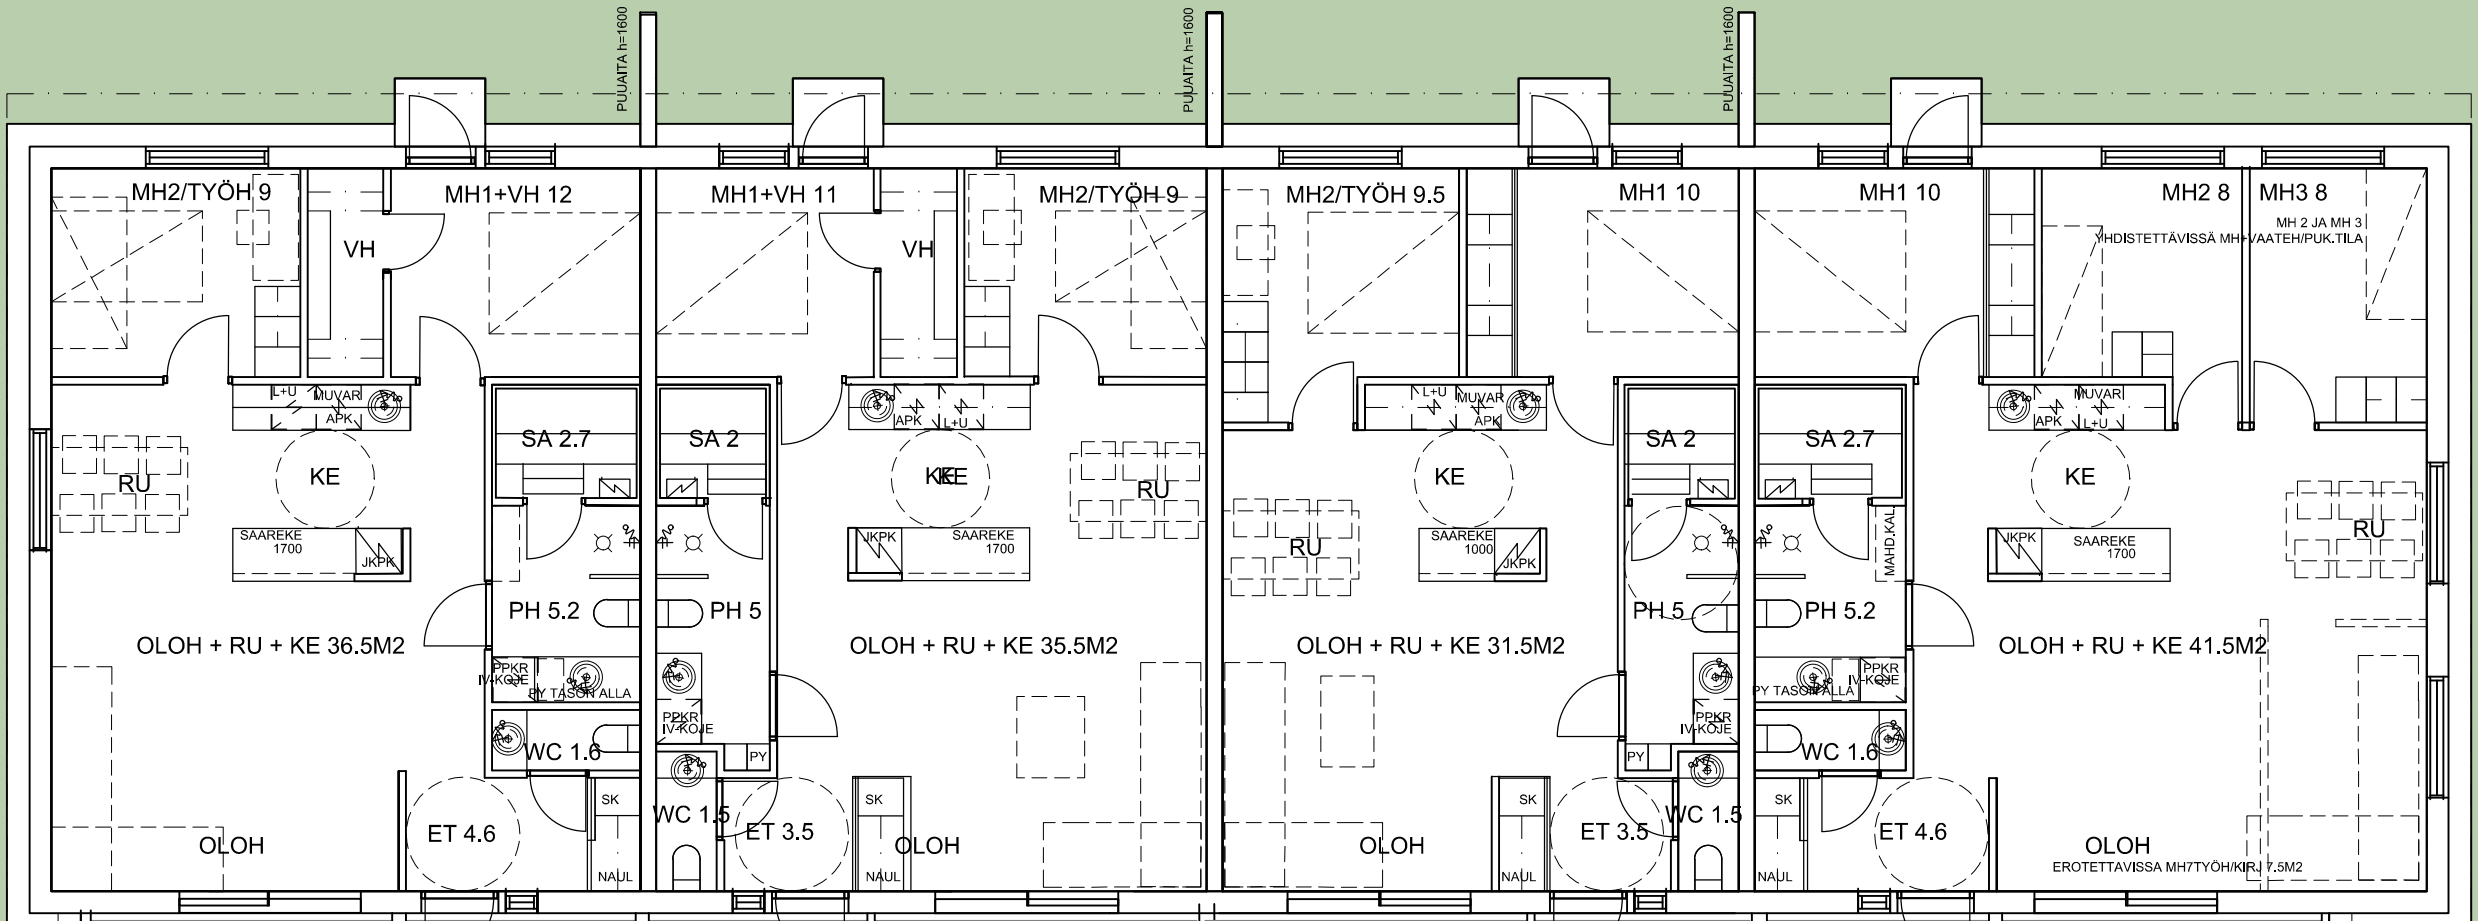 PUUAITA h=1600
PUUAITA h=1600
PUUAITA h=1600
MH2/TYÖH 9
VH
MH1+VH 12
L+U
MUVAR
APK
SA 2.7
RU
KE
SAAREKE
1700
JKPK
PH 5.2
OLOH + RU + KE 36.5M2
PPKR
IV-KOJE
PY TASON ALLA
WC 1.6
SK
ET 4.6
OLOH
NAUL
MH1+VH 11
VH
MH2/TYÖH 9
APK
L+U
SA 2
KE
KE
RU
JKPK
SAAREKE
1700
PH 5
OLOH + RU + KE 35.5M2
PPKR
IV-KOJE
PY
WC 1.5
SK
ET 3.5
OLOH
NAUL
MH2/TYÖH 9.5
MH1 10
L+U
MUVAR
APK
SA 2
KE
RU
SAAREKE
1000
JKPK
PH 5
OLOH + RU + KE 31.5M2
PPKR
IV-KOJE
PY
SK
WC 1.5
ET 3.5
OLOH
NAUL
MH1 10
MH2 8
MH3 8
MH 2 JA MH 3
YHDISTETTÄVISSÄ MH+VAATEH/PUK.TILA
MUVAR
APK
L+U
SA 2.7
KE
RU
MAHD.KAL.
JKPK
SAAREKE
1700
PH 5.2
OLOH + RU + KE 41.5M2
PPKR
IV-KOJE
PY TASON ALLA
WC 1.6
SK
ET 4.6
OLOH
EROTETTAVISSA MH7TYÖH/KIRJ 7.5M2
NAUL